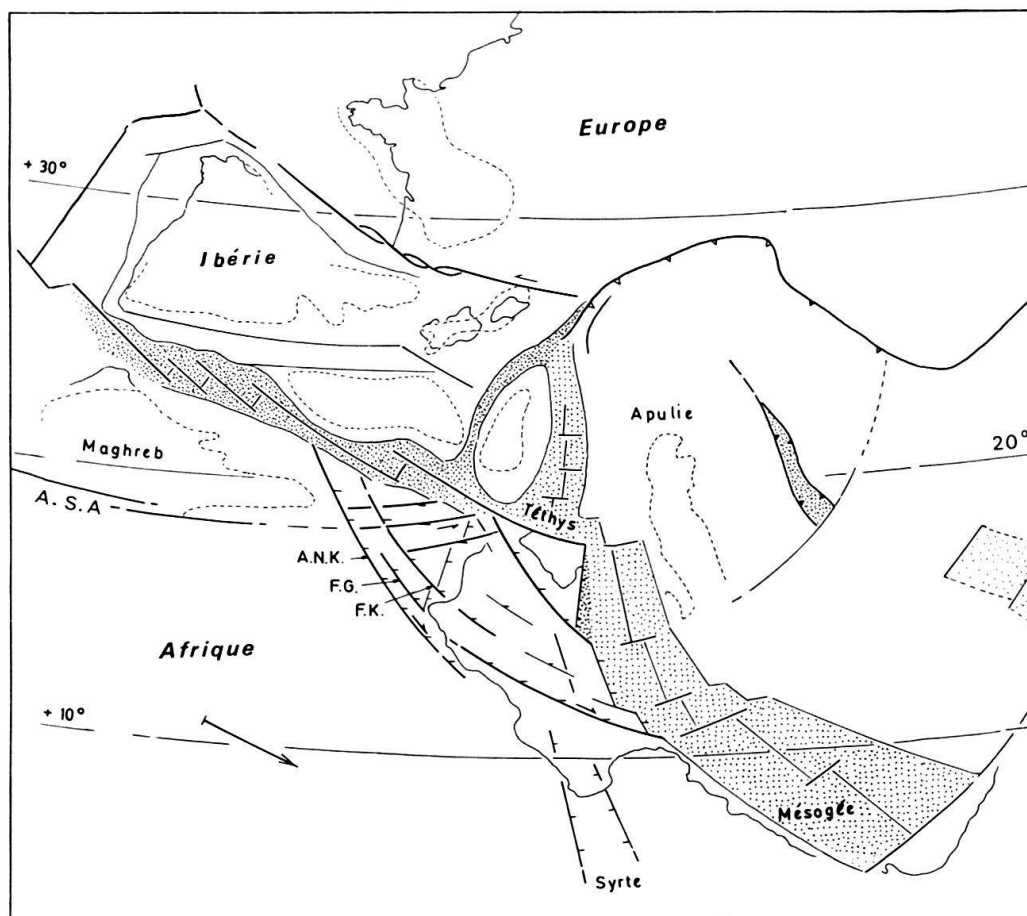 Europe
+ 30°
Ibérie
Apulie
Maghreb
20°
A.S.A
Téthys
A.N.K.
F.G.
F.K.
Afrique
+ 10°
Mésogée
Syrte